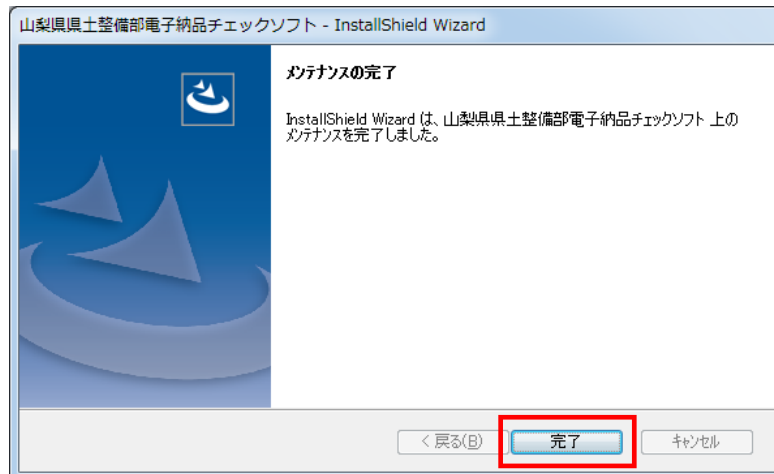 山梨県県土整備部電子納品チェックソフト - InstallShield Wizard
メンテナンスの完了
InstallShield Wizard は、山梨県県土整備部電子納品チェックソフト 上の
メンテナンスを完了しました。
< 戻る(B)
完了
キャンセル